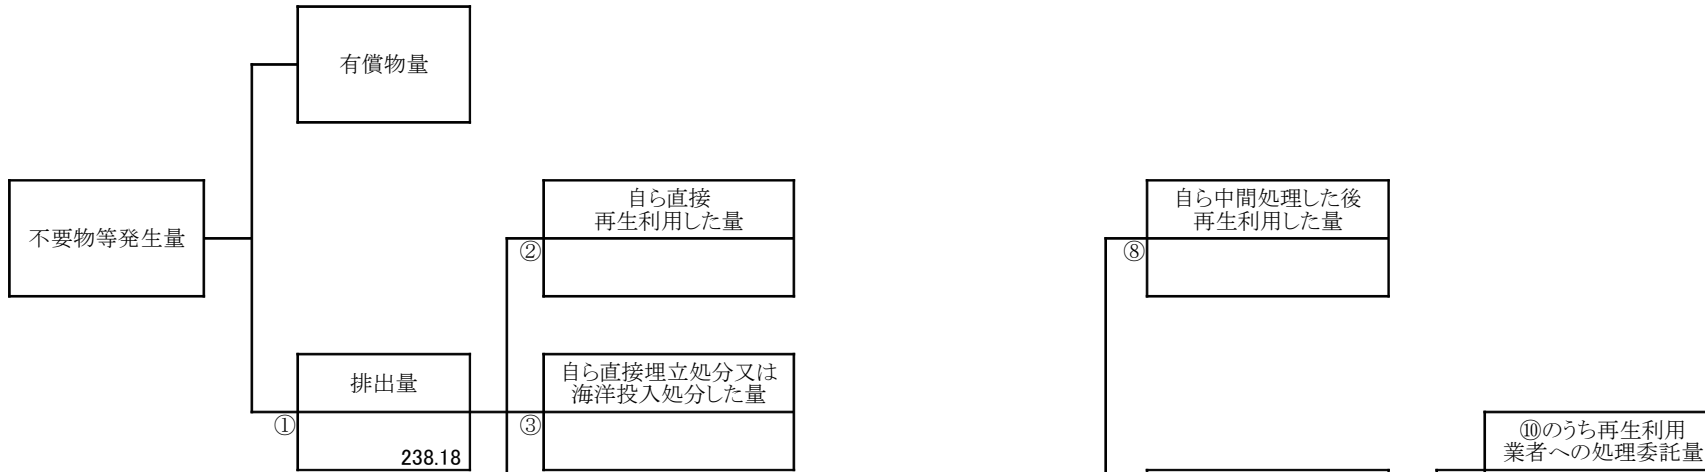 有償物量
不要物等発生量
自ら直接
再生利用した量
②
自ら中間処理した後
再生利用した量
⑧
排出量
①
238.18
自ら直接埋立処分又は
海洋投入処分した量
③
⑩のうち再生利用
業者への処理委託量